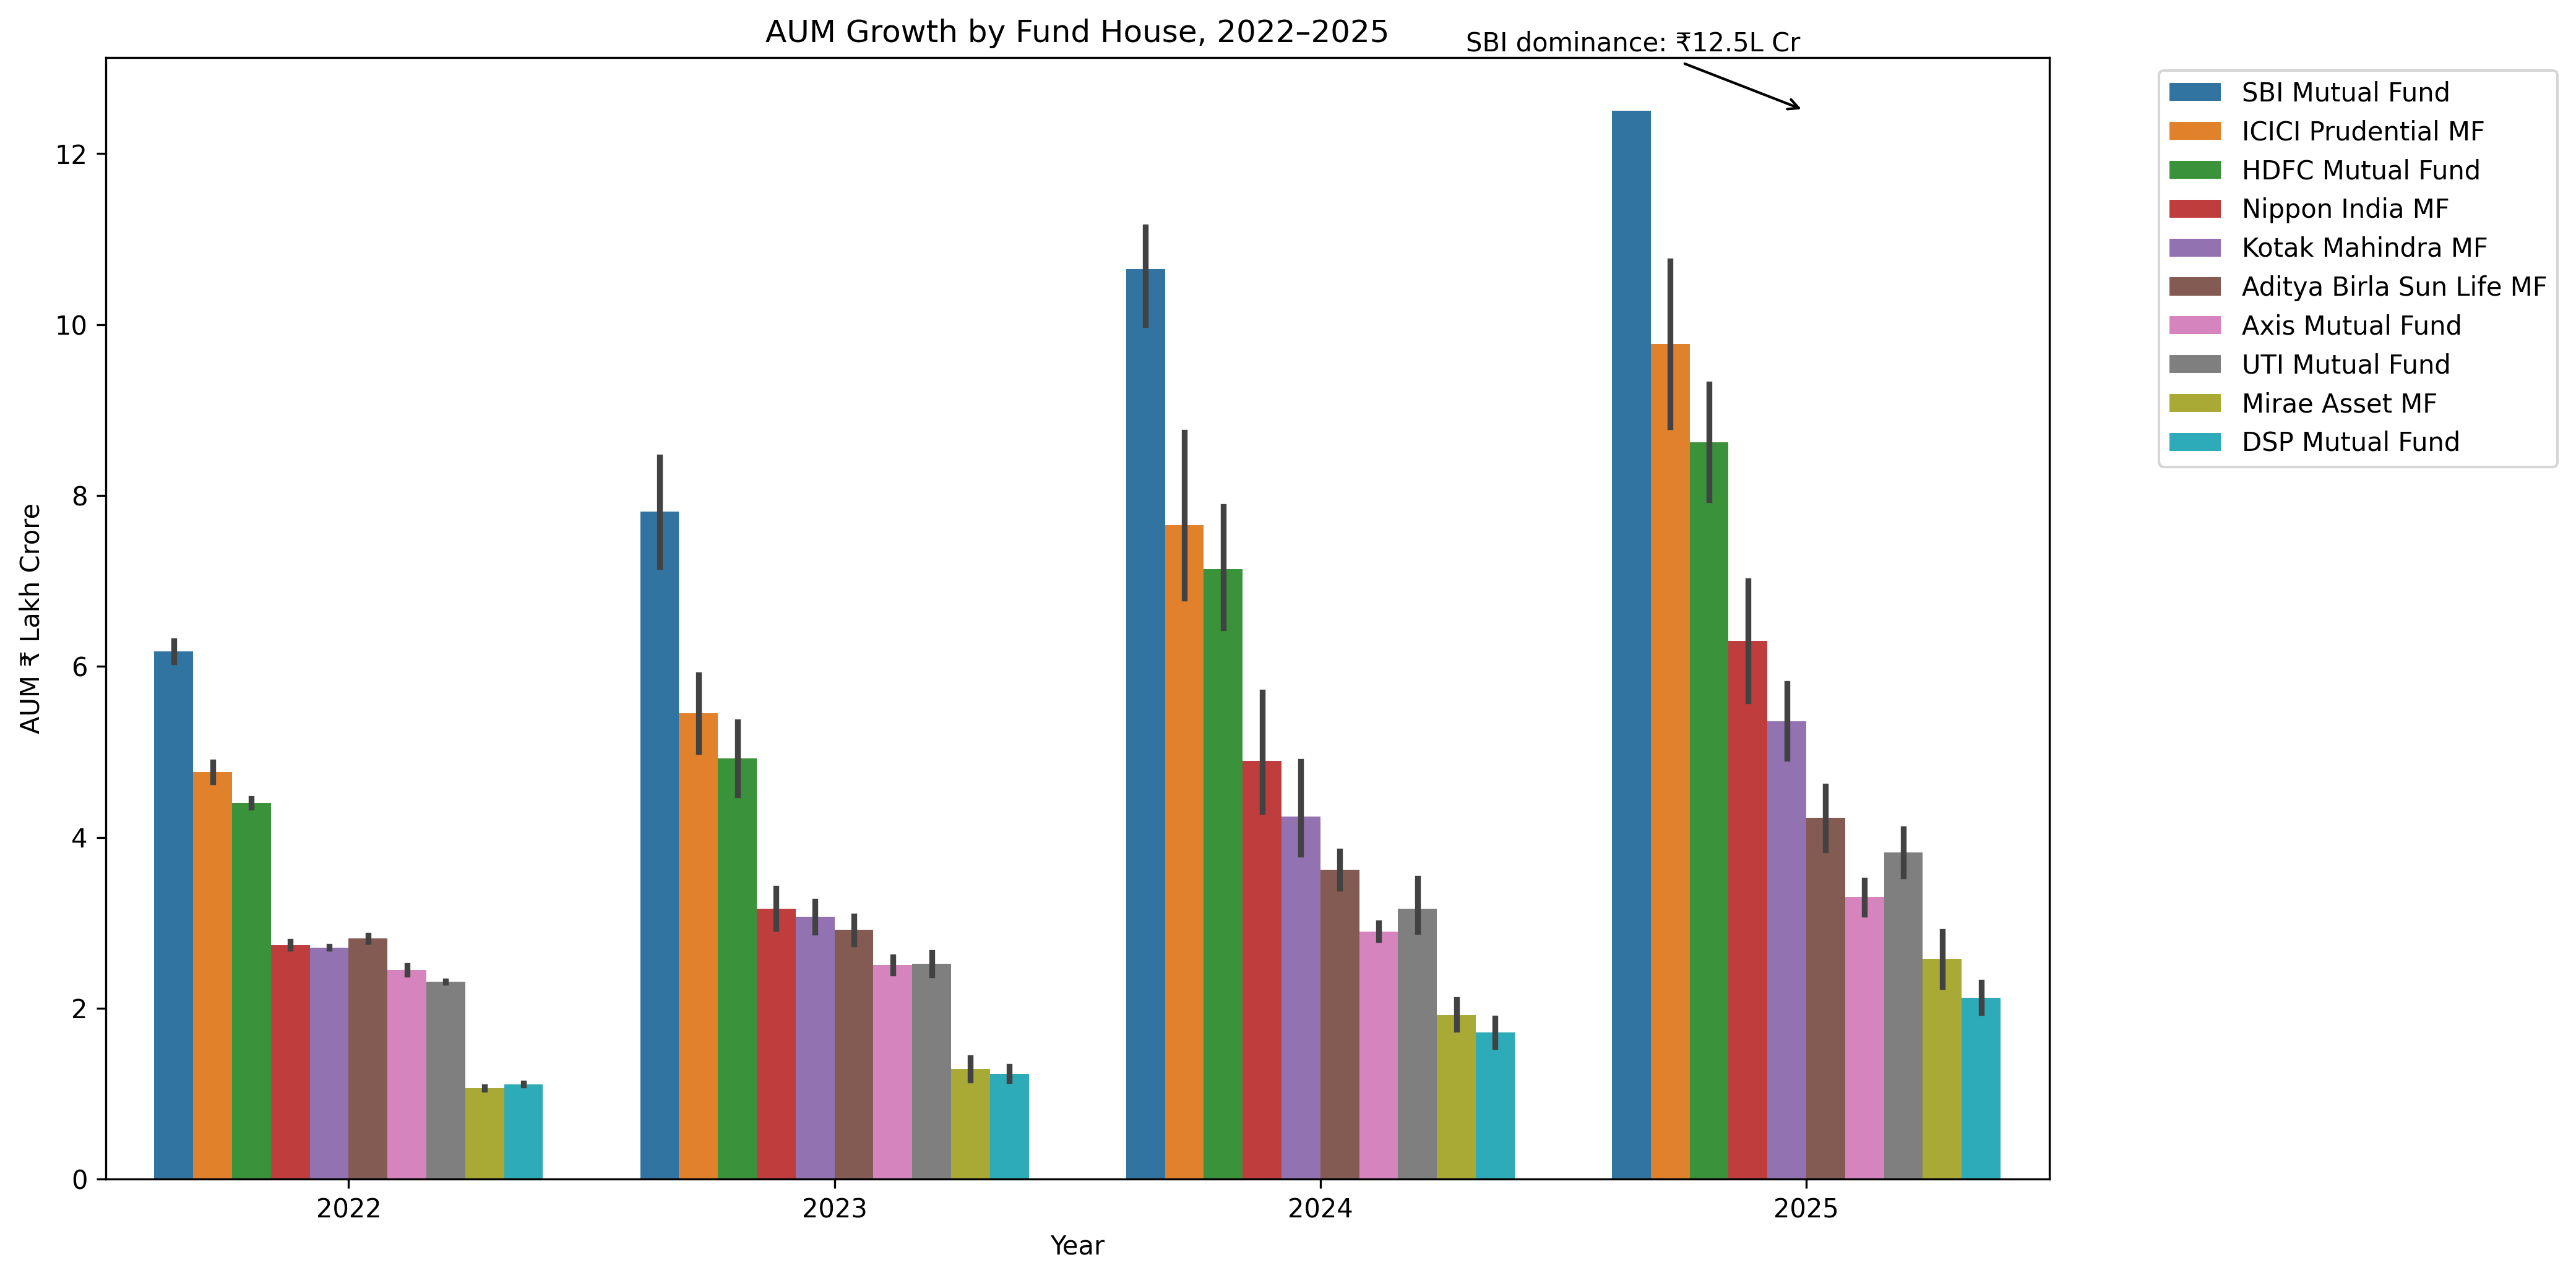 AUM Growth by Fund House, 2022–2025
SBI dominance: ₹12.5L Cr
AUM ₹ Lakh Crore
12
10
8
6
4
2
0
2022
2023
2024
2025
Year
SBI Mutual Fund
ICICI Prudential MF
HDFC Mutual Fund
Nippon India MF
Kotak Mahindra MF
Aditya Birla Sun Life MF
Axis Mutual Fund
UTI Mutual Fund
Mirae Asset MF
DSP Mutual Fund